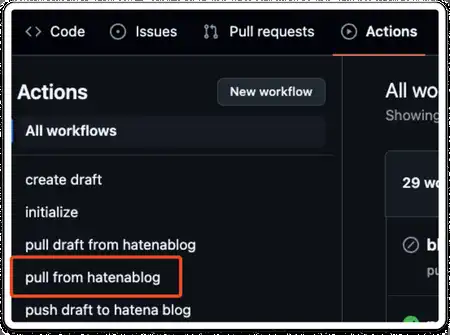 Code Issues Pull requests Actions
Actions
New workflow
All workflows
create draft
initialize
pull draft from hatenablog
pull from hatenablog
push draft to hatena blog
All wo
Showing
29 wo
bl
pu